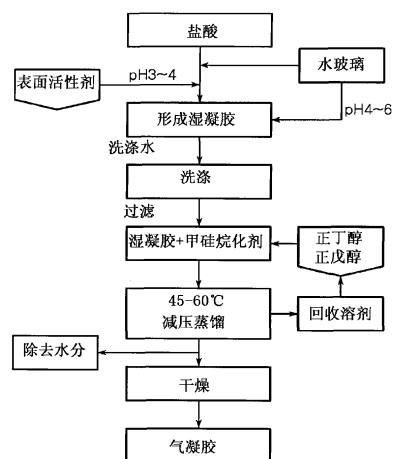 盐酸
水玻璃
表面活性剂
pH3~4
pH4~6
形成湿凝胶
洗涤水
洗涤
过滤
湿凝胶+甲硅烷化剂
正丁醇
正戊醇
45-60℃
减压蒸馏
回收溶剂
除去水分
干燥
气凝胶